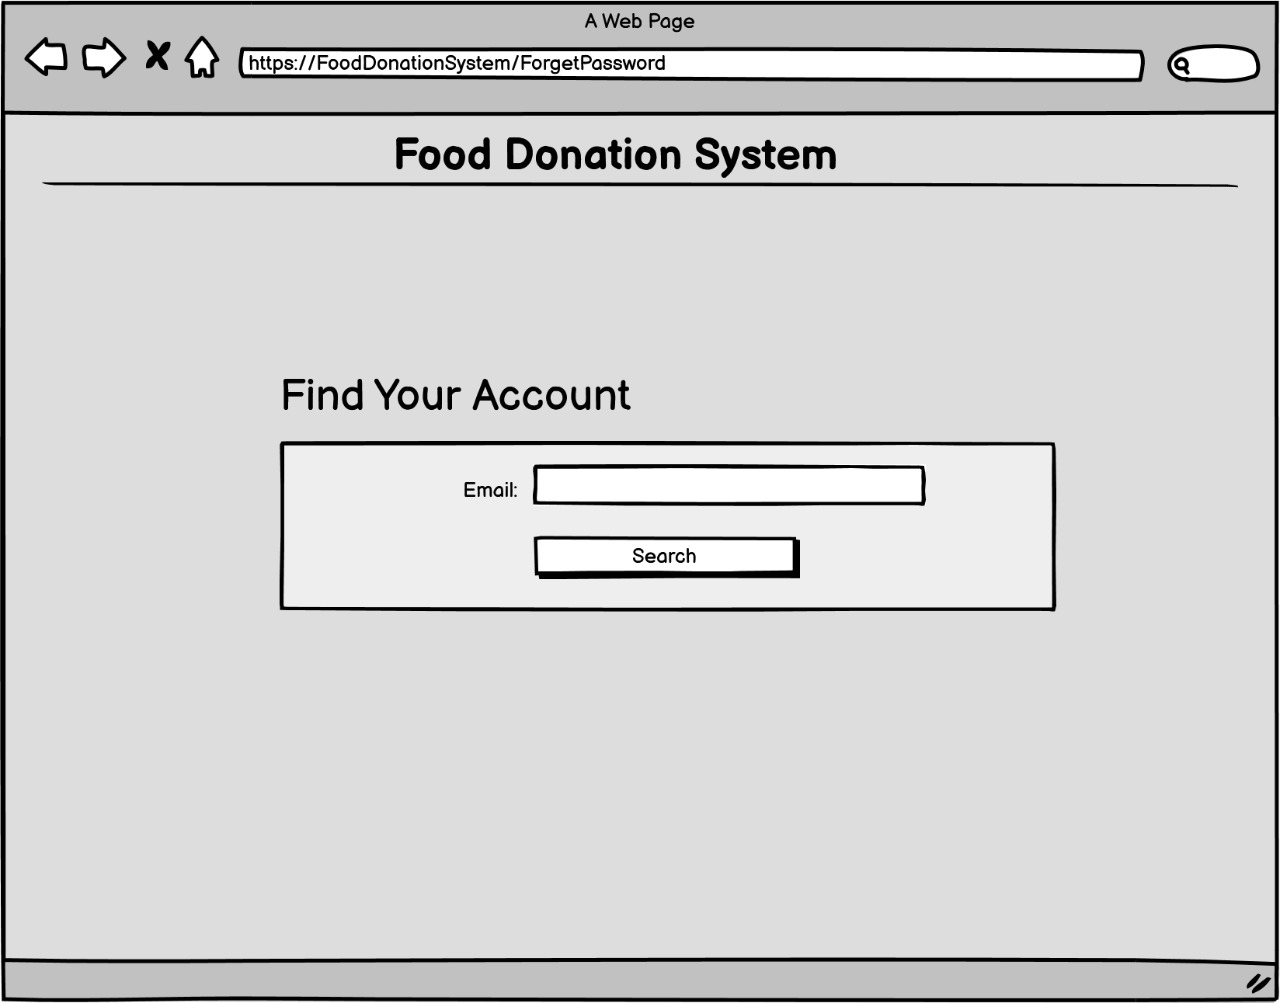 A Web Page
https://FoodDonationSystem/ForgetPassword
Food Donation System
Find Your Account
Email:
Search